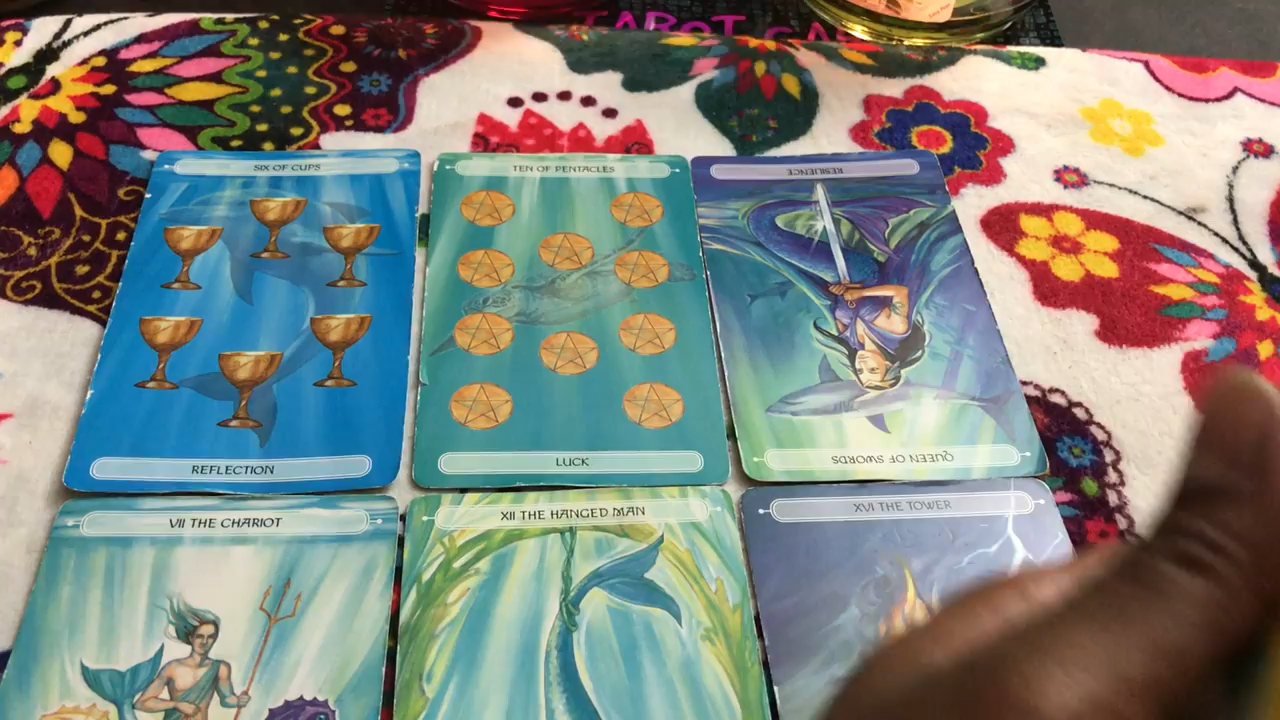 TAROT
SIX OF CUPS
TEN OF PENTACLES
RESILIENCE
REFLECTION
LUCK
QUEEN OF SWORDS
VII THE CHARIOT
XII THE HANGED MAN
XVI THE TOWER